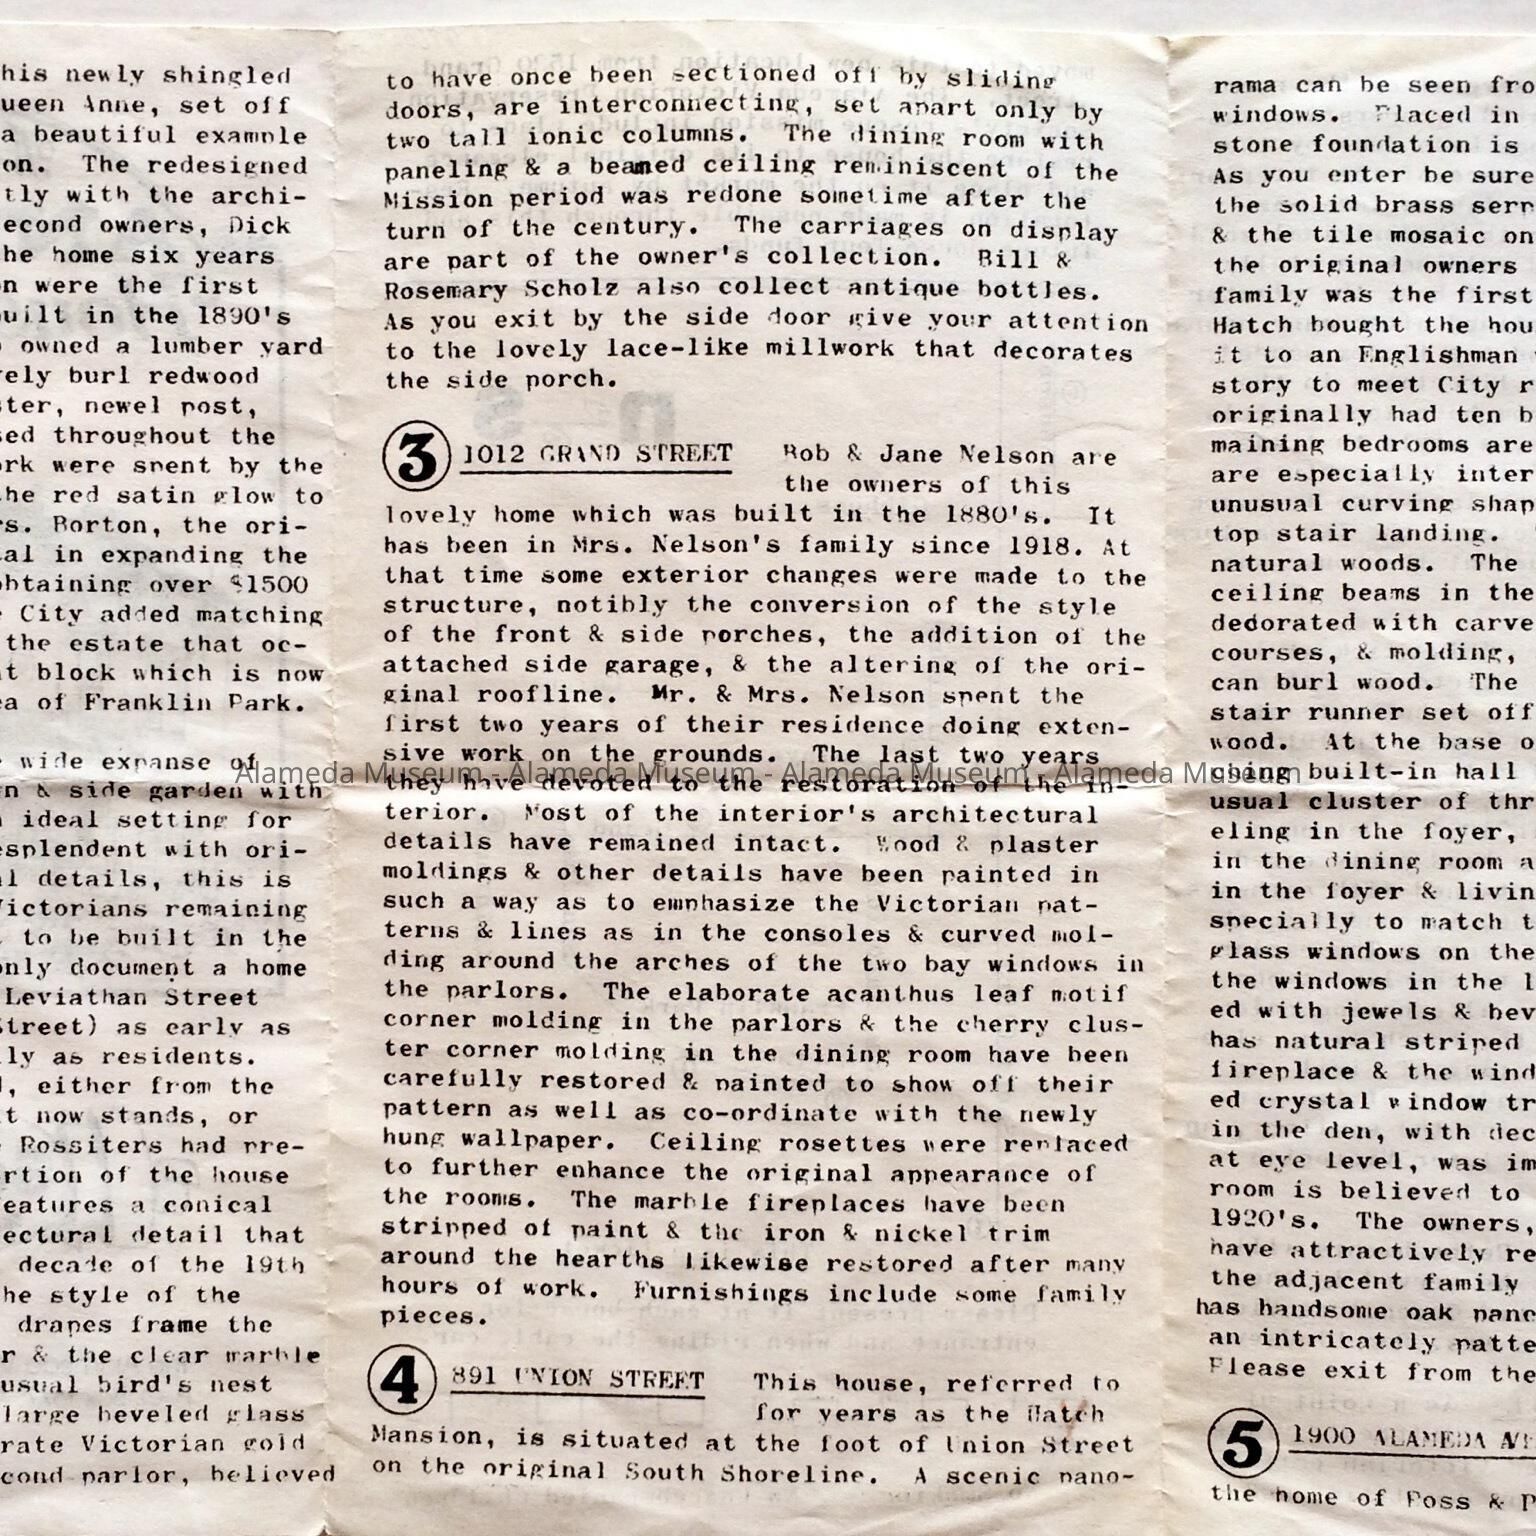 his newly shingled
ueen Anne, set off
a beautiful example
on. The redesigned
tly with the archi-
econd owners, Dick
he home six years
on were the first
uilt in the 1890's
owned a lumber yard
vely burl redwood
ster, newel post,
sed throughout the
ork were spent by the
the red satin glow to
rs. Borton, the ori-
al in expanding the
obtaining over $1500
e City added matching
the estate that oc-
at block which is now
ea of Franklin Park.
wide expanse of
n & side garden with
ideal setting for
esplendent with ori-
al details, this is
Victorians remaining
to be built in the
only document a home
Leviathan Street
Street) as early as
ly as residents.
, either from the
it now stands, or
Rossiters had pre-
ortion of the house
features a conical
ectural detail that
decade of the 19th
he style of the
drapes frame the
r & the clear marble
usual bird's nest
large beveled glass
rate Victorian gold
cond parlor, believed
to have once been sectioned off by sliding
doors, are interconnecting, set apart only by
two tall ionic columns. The dining room with
paneling & a beamed ceiling reminiscent of the
Mission period was redone sometime after the
turn of the century. The carriages on display
are part of the owner's collection. Bill &
Rosemary Scholz also collect antique bottles.
As you exit by the side door give your attention
to the lovely lace-like millwork that decorates
the side porch.
3 1012 GRAND STREET Bob & Jane Nelson are
the owners of this
lovely home which was built in the 1880's. It
has been in Mrs. Nelson's family since 1918. At
that time some exterior changes were made to the
structure, notibly the conversion of the style
of the front & side porches, the addition of the
attached side garage, & the altering of the ori-
ginal roofline. Mr. & Mrs. Nelson spent the
first two years of their residence doing exten-
sive work on the grounds. The last two years
they have devoted to the restoration of the in-
terior. Most of the interior's architectural
details have remained intact. Wood & plaster
moldings & other details have been painted in
such a way as to emphasize the Victorian pat-
terns & lines as in the consoles & curved mol-
ding around the arches of the two bay windows in
the parlors. The elaborate acanthus leaf motif
corner molding in the parlors & the cherry clus-
ter corner molding in the dining room have been
carefully restored & painted to show off their
pattern as well as co-ordinate with the newly
hung wallpaper. Ceiling rosettes were replaced
to further enhance the original appearance of
the rooms. The marble fireplaces have been
stripped of paint & the iron & nickel trim
around the hearths likewise restored after many
hours of work. Furnishings include some family
pieces.
4 891 UNION STREET This house, referred to
for years as the Hatch
Mansion, is situated at the foot of Union Street
on the original South Shoreline. A scenic pano-
rama can be seen fro
windows. Placed in
stone foundation is
As you enter be sure
the solid brass serp
& the tile mosaic on
the original owners
family was the first
Hatch bought the hou
it to an Englishman
story to meet City r
originally had ten b
maining bedrooms are
are especially inter
unusual curving shap
top stair landing.
natural woods. The
ceiling beams in the
decorated with carve
courses, & molding,
can burl wood. The
stair runner set off
wood. At the base o
ching built-in hall
usual cluster of thr
eling in the foyer,
in the dining room a
in the foyer & livin
specially to match t
glass windows on the
the windows in the l
ed with jewels & bev
has natural striped
fireplace & the wind
ed crystal window tr
in the den, with dec
at eye level, was im
room is believed to
1920's. The owners,
have attractively re
the adjacent family
has handsome oak pane
an intricately patte
Please exit from the
5 1900 ALAMEDA AVE
the home of Ross & P
Alameda Museum - Alameda Museum - Alameda Museum - Alameda Museum